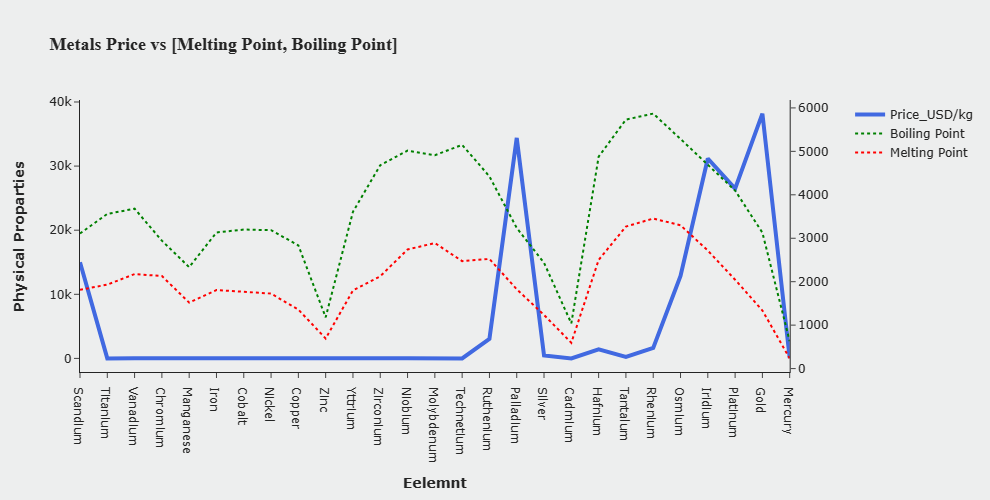 Metals Price vs [Melting Point, Boiling Point]
40k
30k
20k
10k
0
Physical Proparties
6000
5000
4000
3000
2000
1000
0
Price_USD/kg
Boiling Point
Melting Point
Scandium
Titanium
Vanadium
Chromium
Manganese
Iron
Cobalt
Nickel
Copper
Zinc
Yttrium
Zirconium
Niobium
Molybdenum
Technetium
Ruthenium
Palladium
Silver
Cadmium
Hafnium
Tantalum
Rhenium
Osmium
Iridium
Platinum
Gold
Mercury
Eelemnt